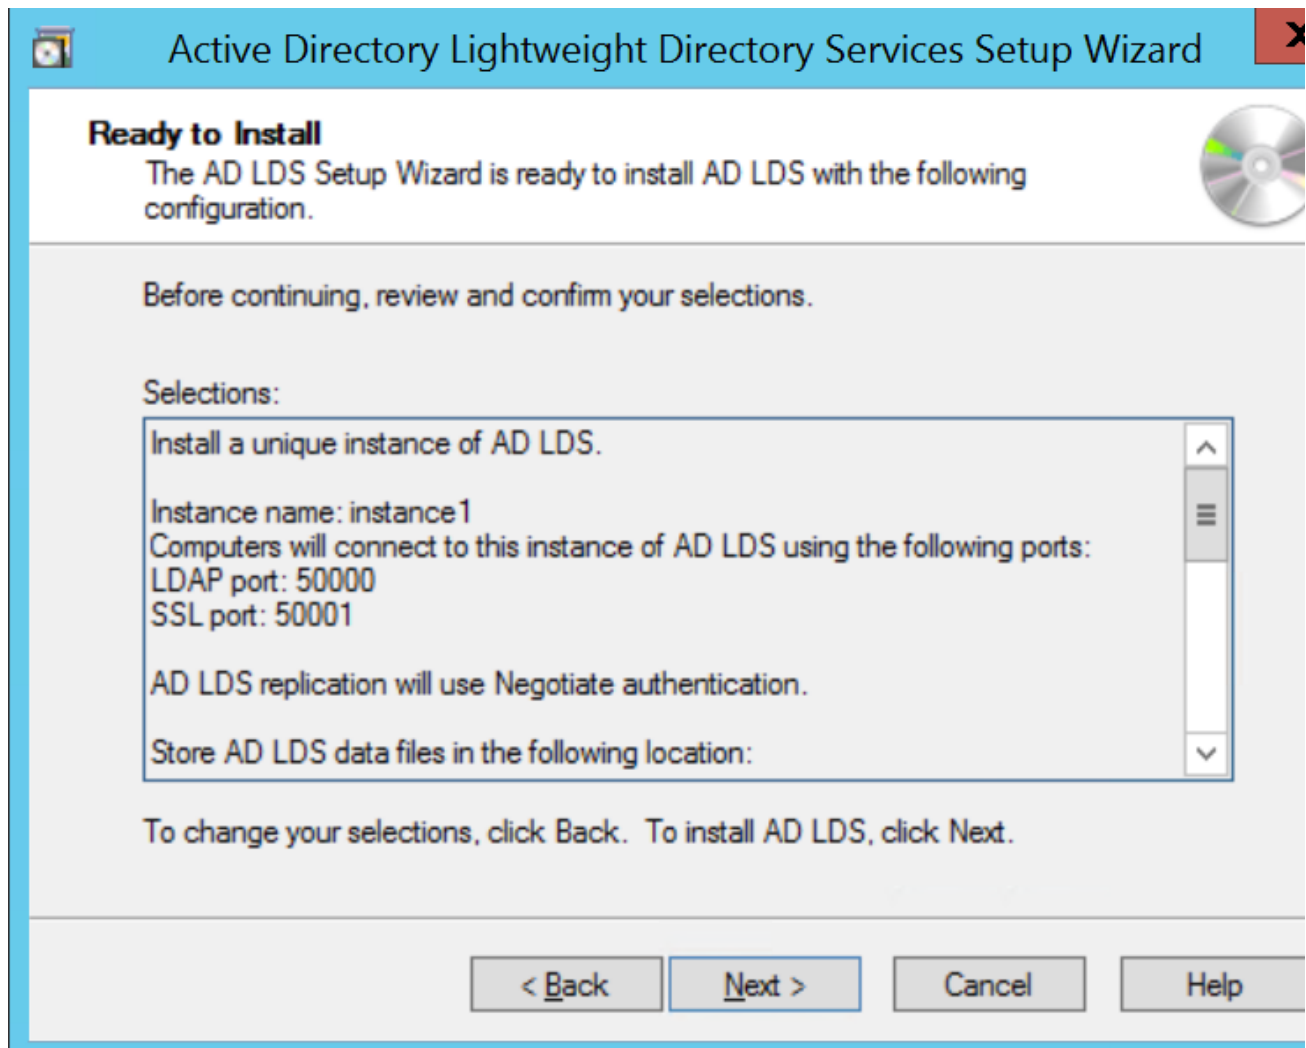 Active Directory Lightweight Directory Services Setup Wizard
Ready to Install
The AD LDS Setup Wizard is ready to install AD LDS with the following
configuration.
Before continuing, review and confirm your selections.
Selections:
Install a unique instance of AD LDS.
Instance name: instance1
Computers will connect to this instance of AD LDS using the following ports:
LDAP port: 50000
SSL port: 50001
AD LDS replication will use Negotiate authentication.
Store AD LDS data files in the following location:
To change your selections, click Back.  To install AD LDS, click Next.
< Back
Next >
Cancel
Help